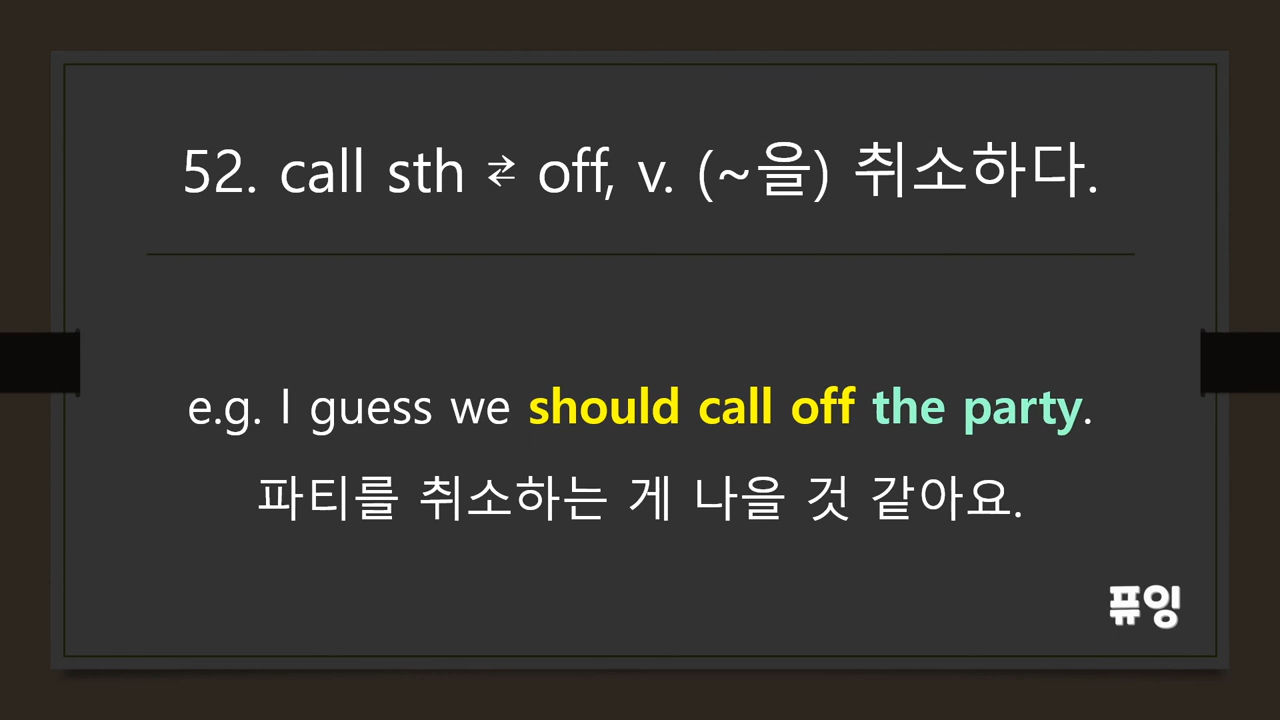 52. call sth ⇄ off, v. (~을) 취소하다.
e.g. I guess we should call off the party.
파티를 취소하는 게 나을 것 같아요.
퓨잉